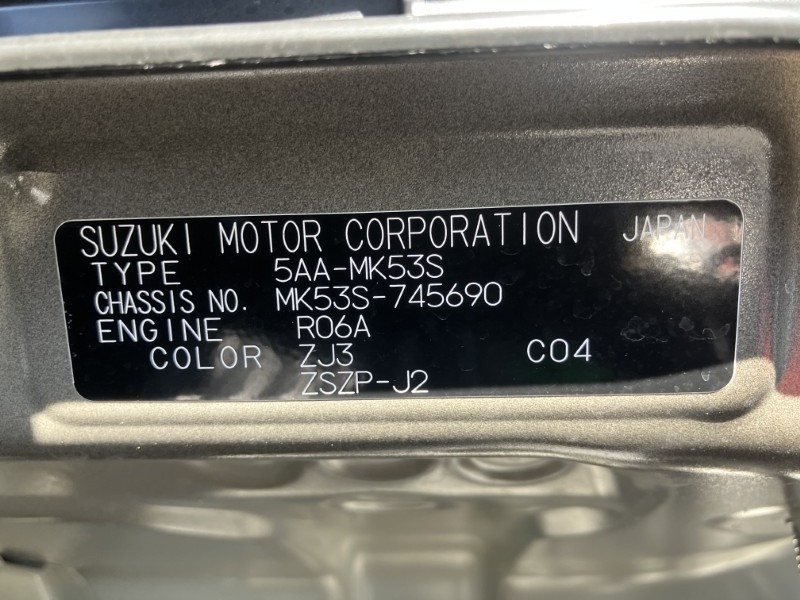 SUZUKI MOTOR CORPORATION JAPAN
TYPE 5AA-MK53S
CHASSIS NO. MK53S-745690
ENGINE R06A
COLOR ZJ3 C04
ZSZP-J2